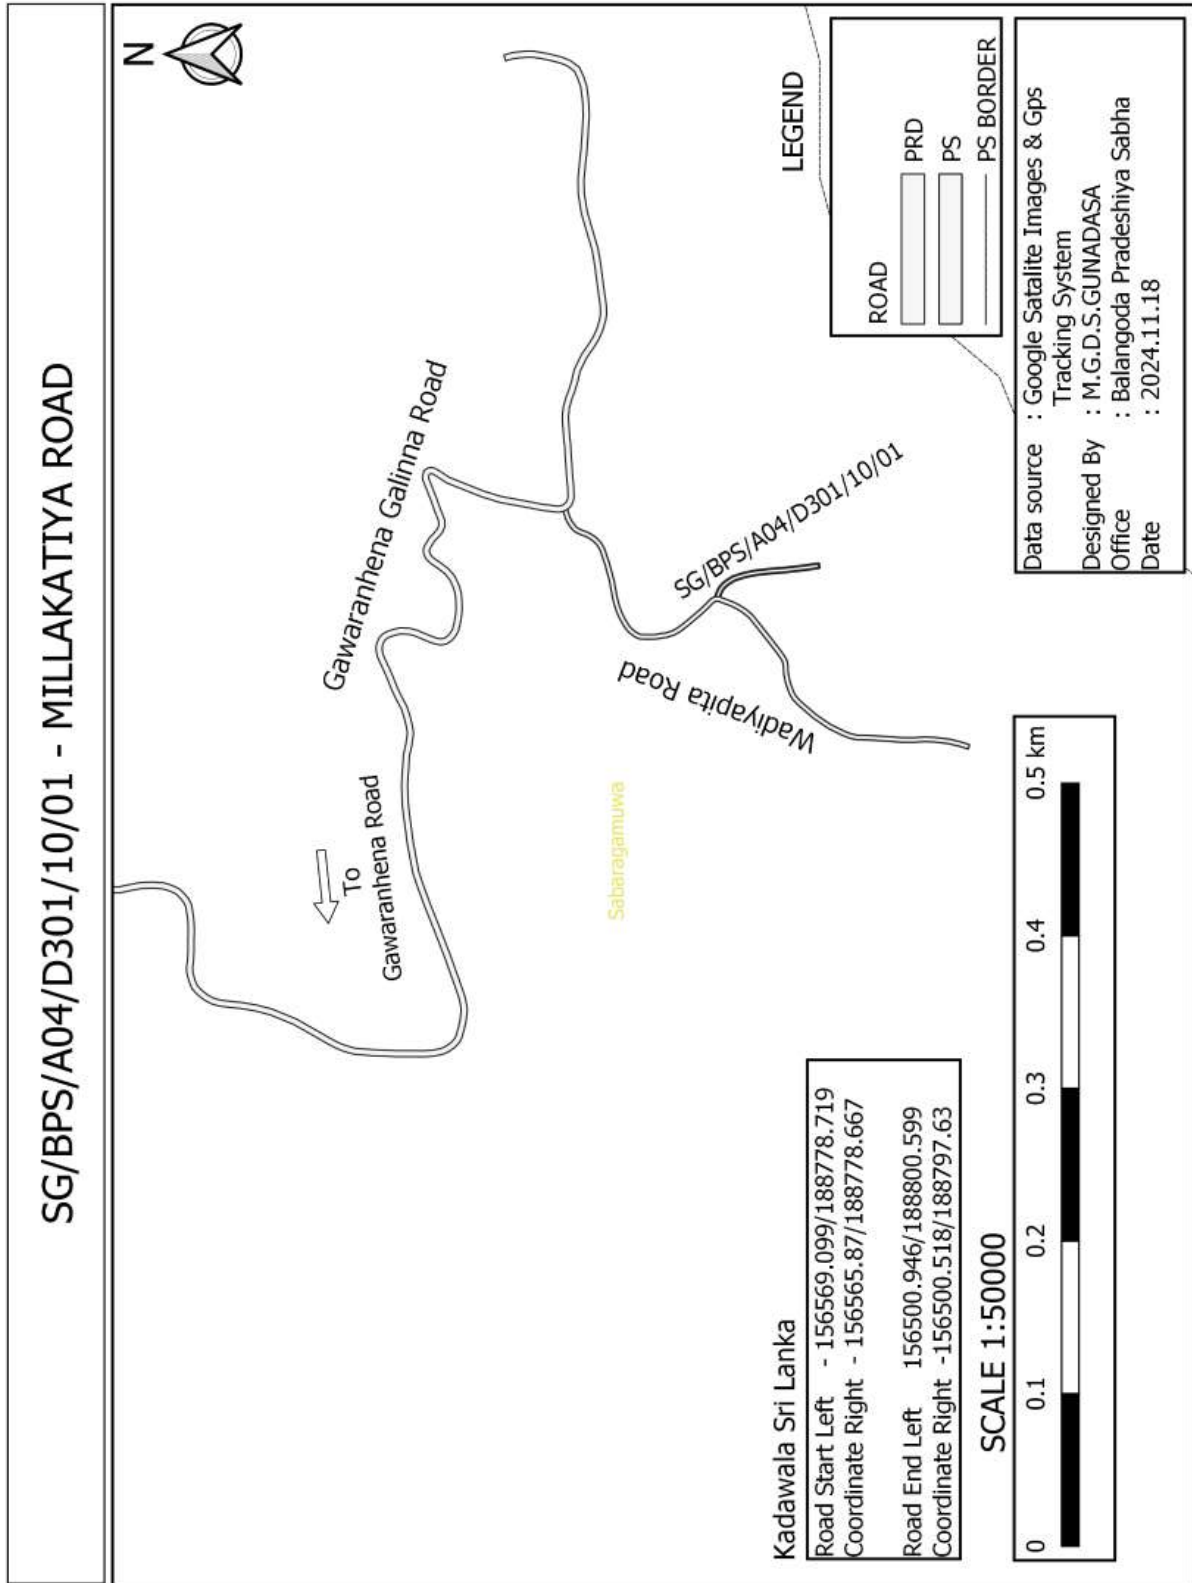 SG/BPS/A04/D301/10/01 - MILLAKATIYA ROAD
N
Gawaranhena Galinna Road
To
Gawaranhena Road
Sabaragamuwa
Wadiyapita Road
SG/BPS/A04/D301/10/01
LEGEND
ROAD
PRD
PS
PS BORDER
Kadawala Sri Lanka
Road Start Left - 156569.099/188778.719
Coordinate Right - 156565.87/188778.667
Road End Left 156500.946/188800.599
Coordinate Right -156500.518/188797.63
SCALE 1:50000
0 0.1 0.2 0.3 0.4 0.5 km
Data source : Google Satalite Images & Gps
Tracking System
Designed By : M.G.D.S.GUNADASA
Office : Balangoda Pradeshiya Sabha
Date : 2024.11.18